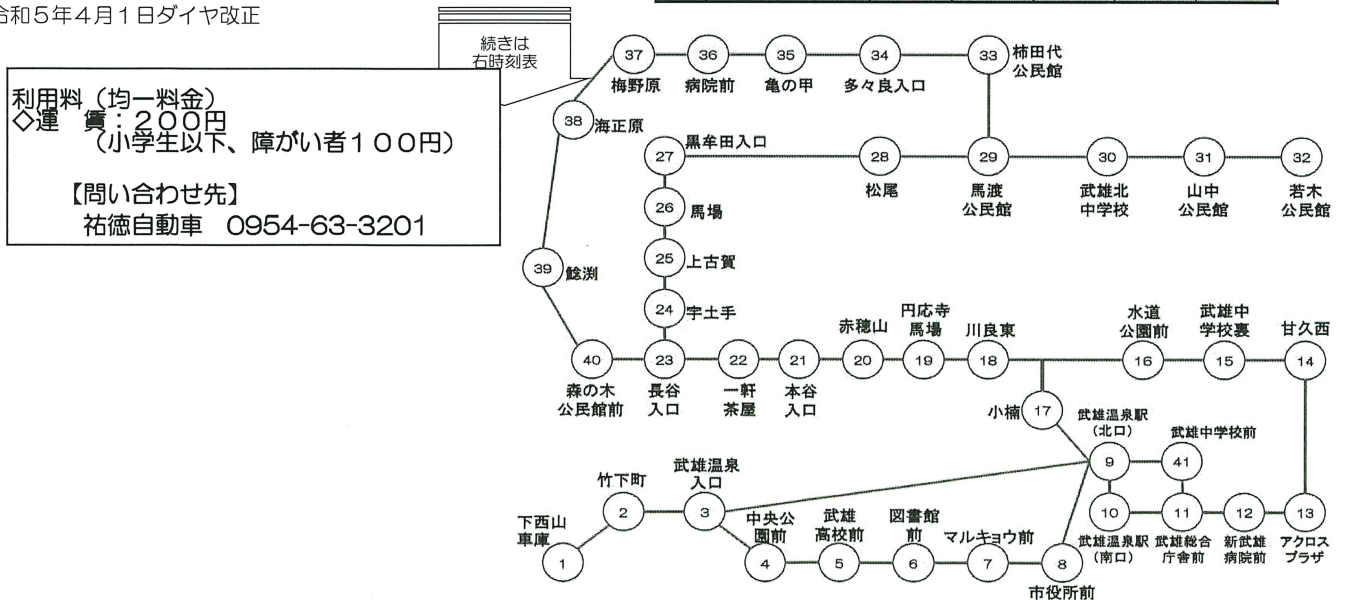 令和5年4月1日ダイヤ改正
続きは
右時刻表
利用料（均一料金）
◇運　賃：２００円
（小学生以下、障がい者１００円）
【問い合わせ先】
祐徳自動車　0954-63-3201
37
梅野原
36
病院前
35
亀の甲
34
多々良入口
33
柿田代
公民館
38
海正原
27
黒牟田入口
28
松尾
29
馬渡
公民館
30
武雄北
中学校
31
山中
公民館
32
若木
公民館
26
馬場
39
鯰渕
25
上古賀
24
宇土手
40
森の木
公民館前
23
長谷
入口
22
一軒
茶屋
21
本谷
入口
赤穂山
20
円応寺
馬場
19
川良東
18
水道
公園前
16
武雄中
学校裏
15
甘久西
14
小楠
17
武雄温泉駅
（北口）
9
武雄中学校前
41
下西山
車庫
1
竹下町
2
武雄温泉
入口
3
中央公
園前
4
武雄
高校前
5
図書館
前
6
マルキョウ前
7
8
市役所前
10
武雄温泉駅
（南口）
11
武雄総合
庁舎前
12
新武雄
病院前
13
アクロス
プラザ